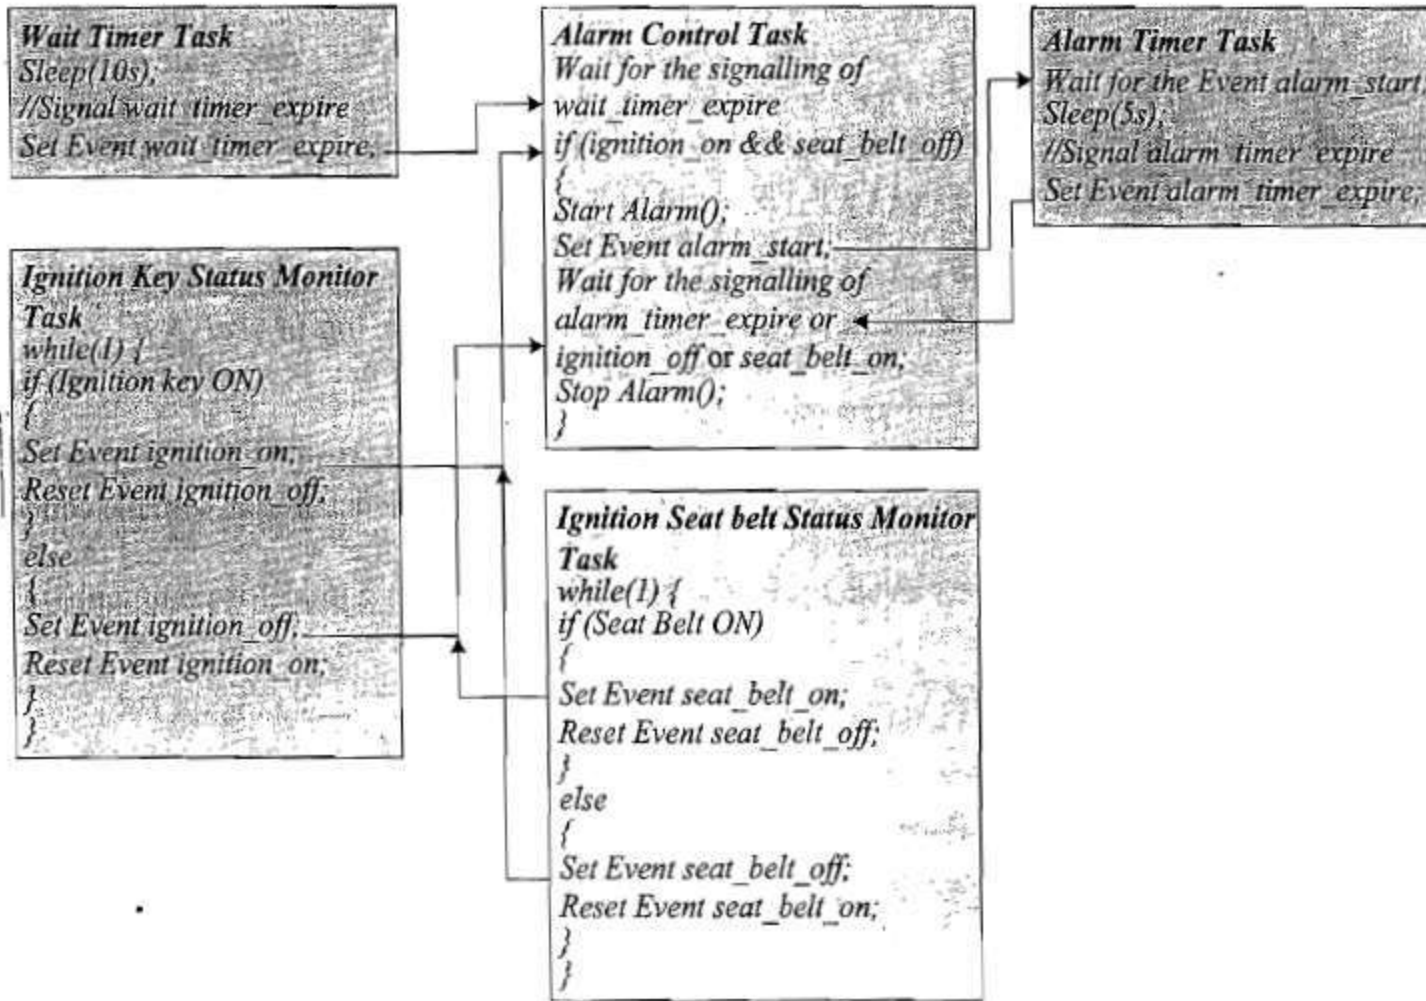 Wait Timer Task
Sleep(10s);
//Signal wait_timer_expire
Set Event wait_timer_expire;
Ignition Key Status Monitor
Task
while(1) {
if (Ignition key ON)
{
Set Event ignition_on;
Reset Event ignition_off;
}
else
{
Set Event ignition_off;
Reset Event ignition_on;
}
}
Alarm Control Task
Wait for the signalling of
wait_timer_expire
if (ignition_on && seat_belt_off)
{
Start Alarm();
Set Event alarm_start;
Wait for the signalling of
alarm_timer_expire or
ignition_off or seat_belt_on;
Stop Alarm();
}
Ignition Seat belt Status Monitor
Task
while(1) {
if (Seat Belt ON)
{
Set Event seat_belt_on;
Reset Event seat_belt_off;
}
else
{
Set Event seat_belt_off;
Reset Event seat_belt_on;
}
}
Alarm Timer Task
Wait for the Event alarm_start
Sleep(5s);
//Signal alarm_timer_expire
Set Event alarm_timer_expire;